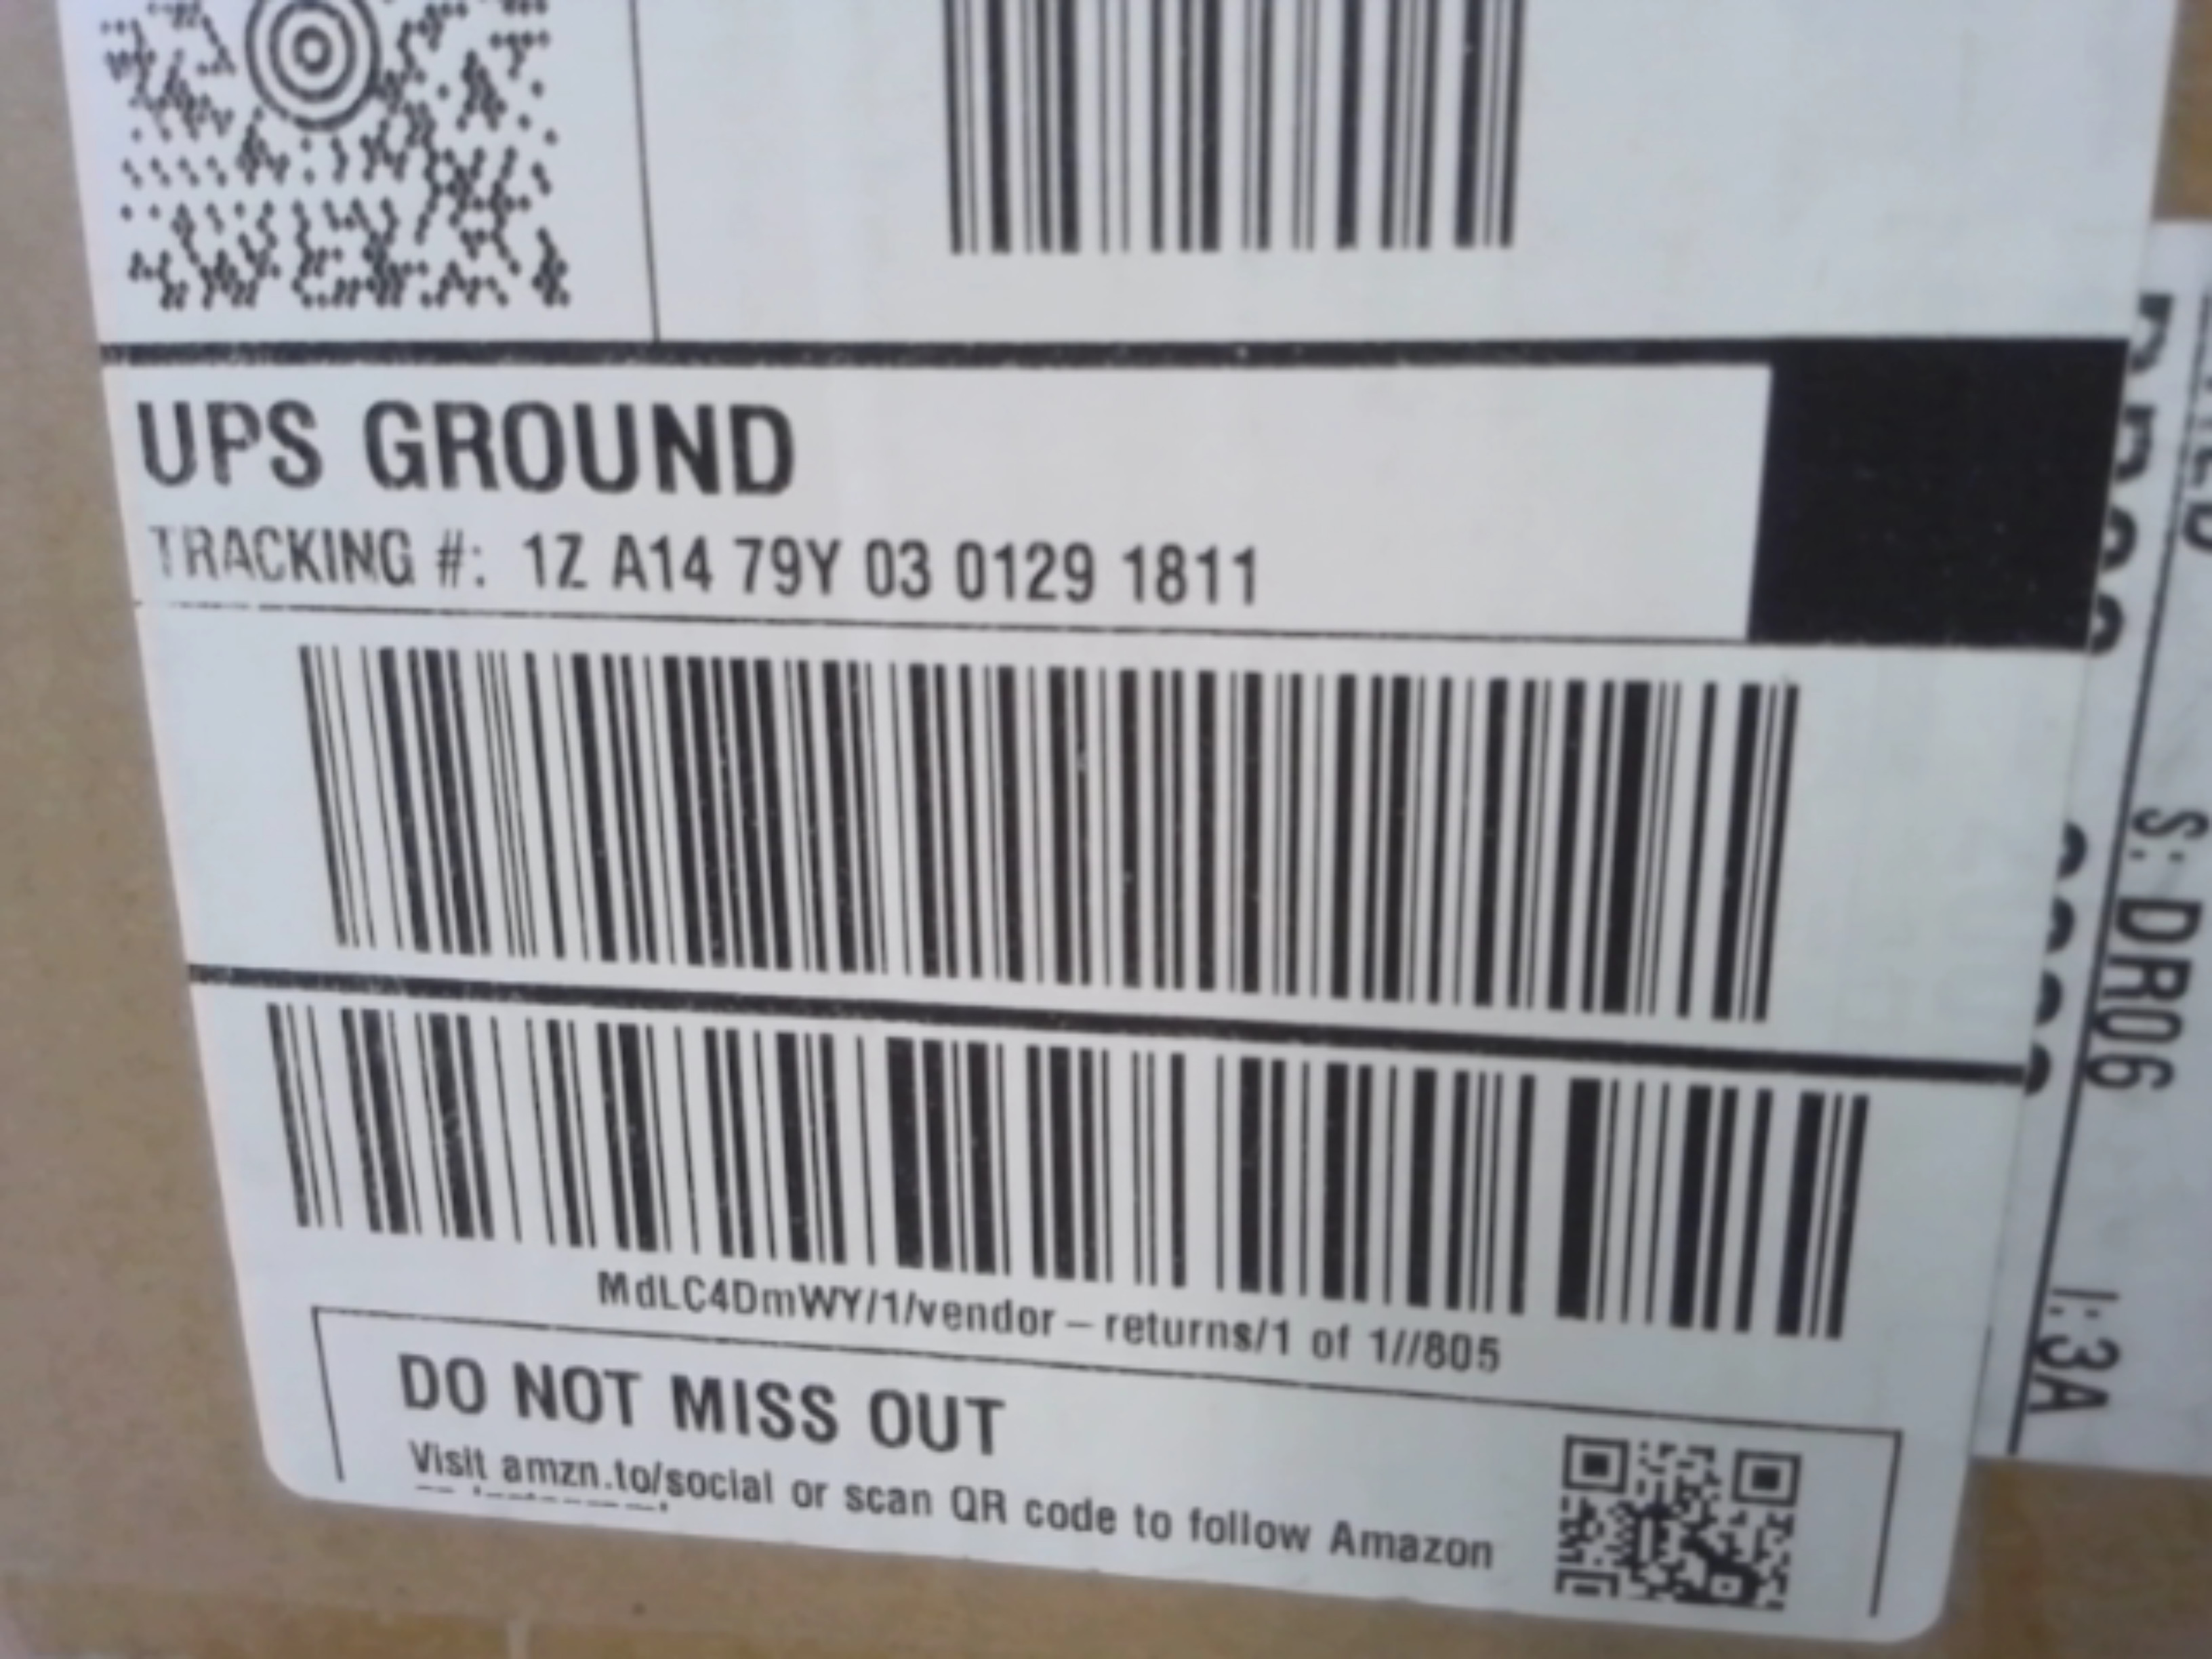 UPS GROUND
TRACKING #: 1Z A14 79Y 03 0129 1811
MdLC4DmWY/1/vendor – returns/1 of 1//805
DO NOT MISS OUT
Visit amzn.to/social or scan QR code to follow Amazon
S: DR06
I: 3A